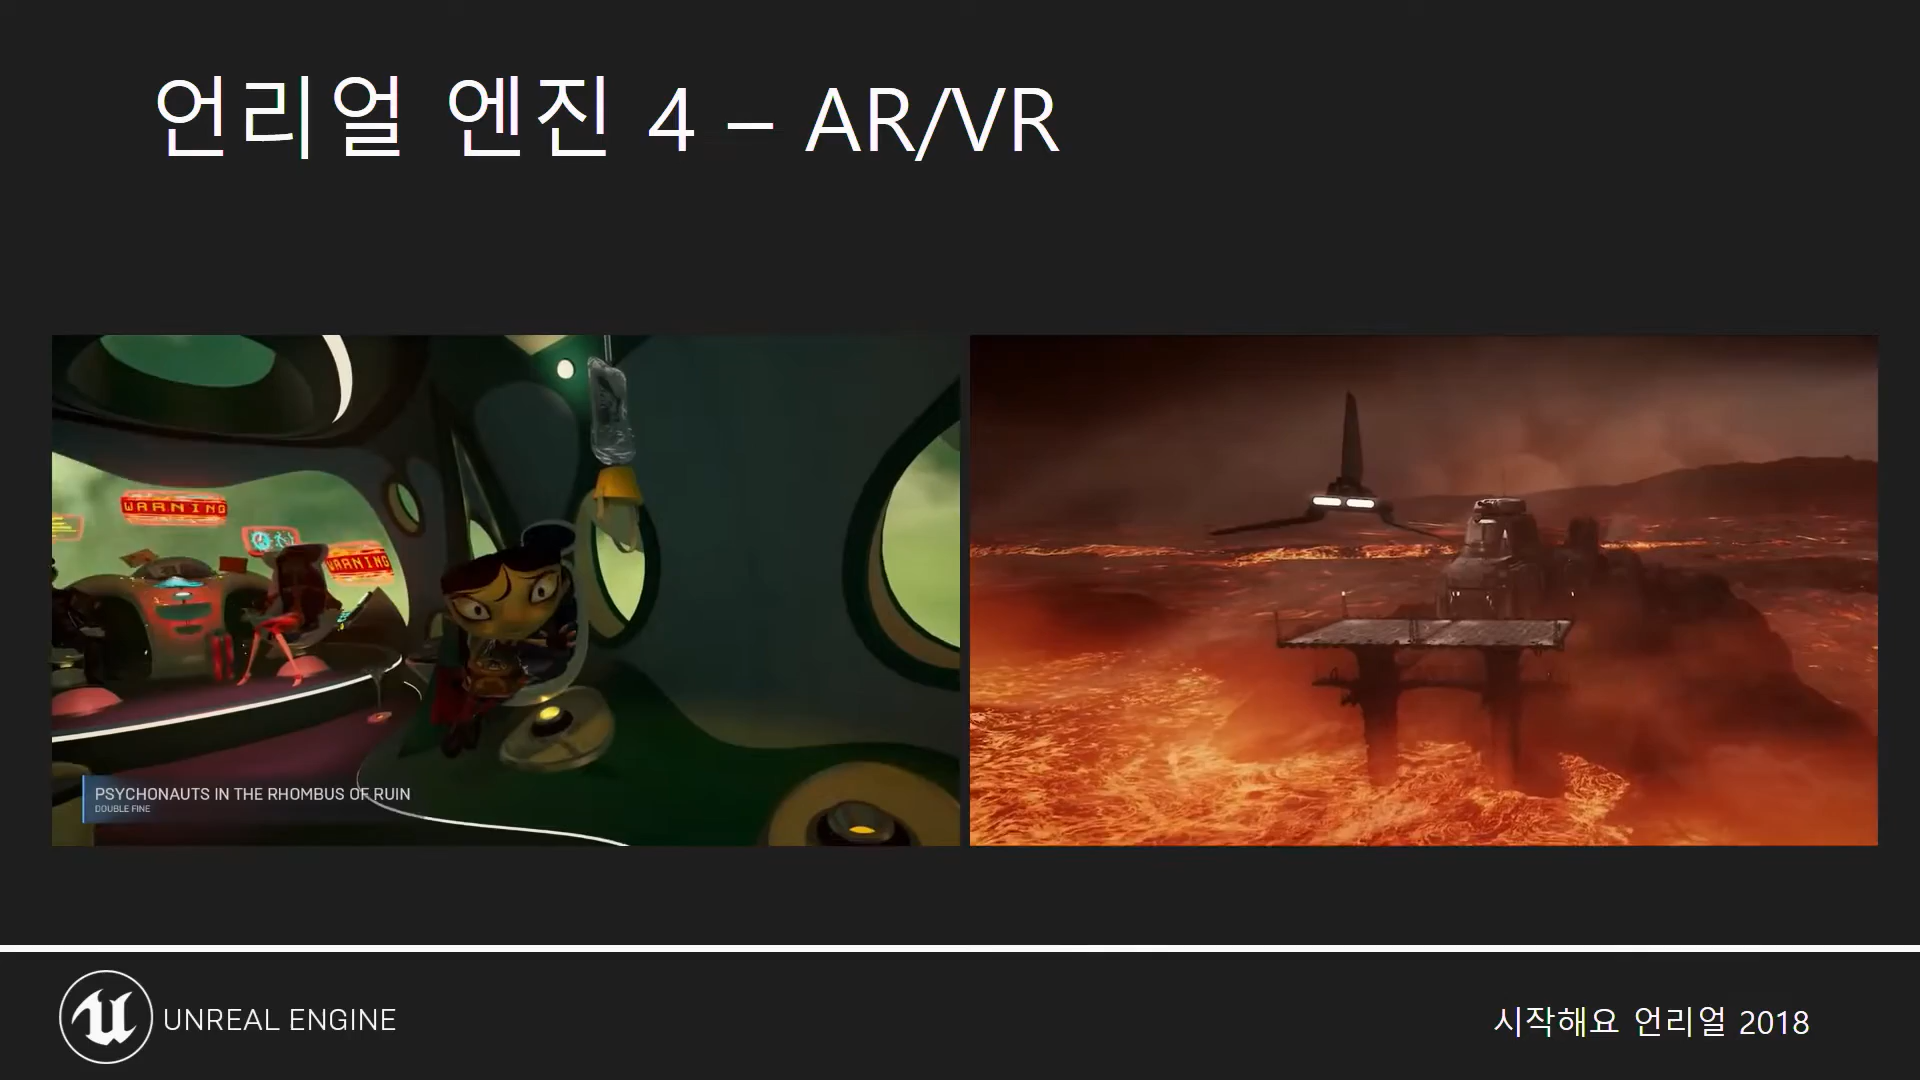 언리얼 엔진 4 – AR/VR
WARNING
WARNING
PSYCHONAUTS IN THE RHOMBUS OF RUIN
DOUBLE FINE
UNREAL ENGINE
시작해요 언리얼 2018